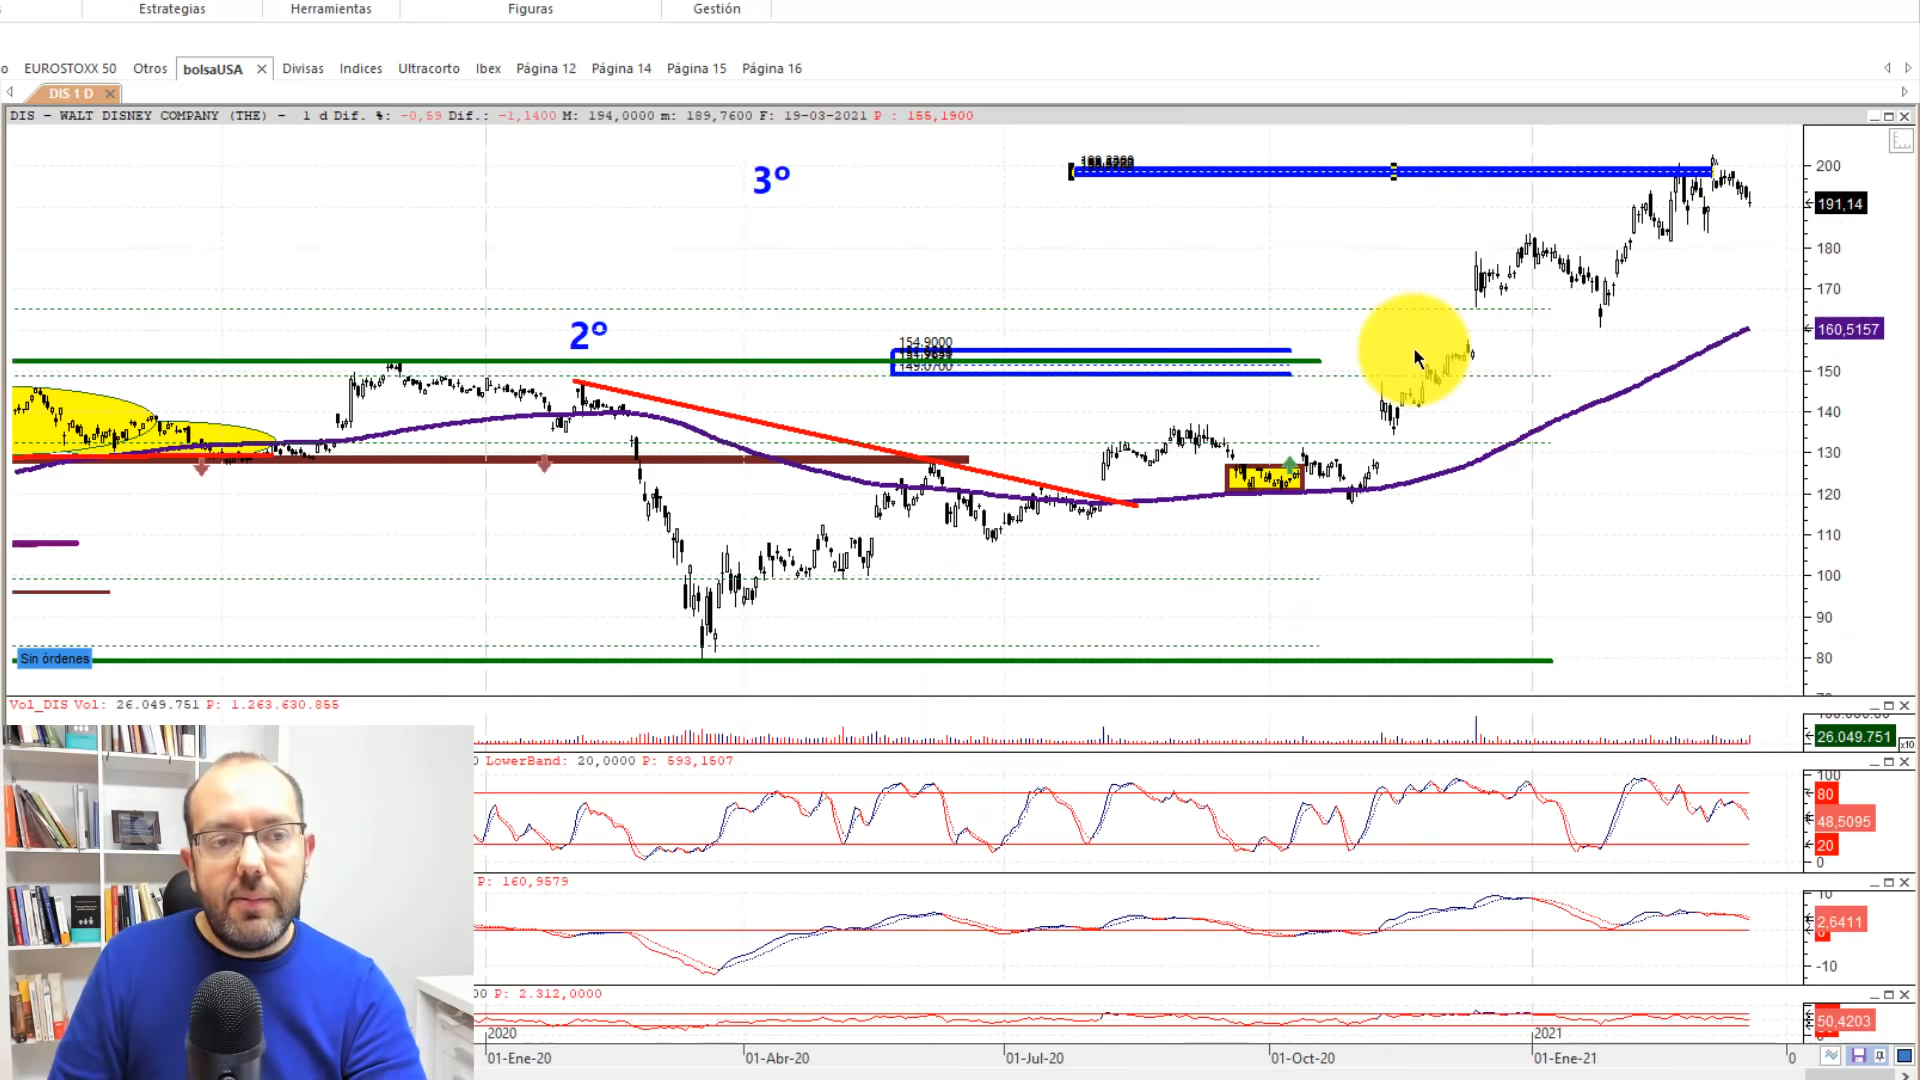 Estrategias Herramientas Figuras Gestión
o EUROSTOXX 50 Otros bolsaUSA Divisas Indices Ultracorto Ibex Página 12 Página 14 Página 15 Página 16
DIS 1 D
DIS - WALT DISNEY COMPANY (THE) - 1 d Dif. %: -0,59 Dif.: -1,1400 M: 194,0000 m: 189,7600 F: 19-03-2021 P : 155,1900
3º
200
191,14
180
170
2º
160,5157
154.9000
149.0700
150
140
130
120
110
100
90
80
Sin órdenes
Vol_DIS Vol: 26.049.751 P: 1.263.630.855
26.049.751
x10
LowerBand: 20,0000 P: 593,1507
100
80
48,5095
20
0
P: 160,9579
10
2,6411
-10
P: 2.312,0000
50,4203
2020 2021
01-Ene-20 01-Abr-20 01-Jul-20 01-Oct-20 01-Ene-21 0